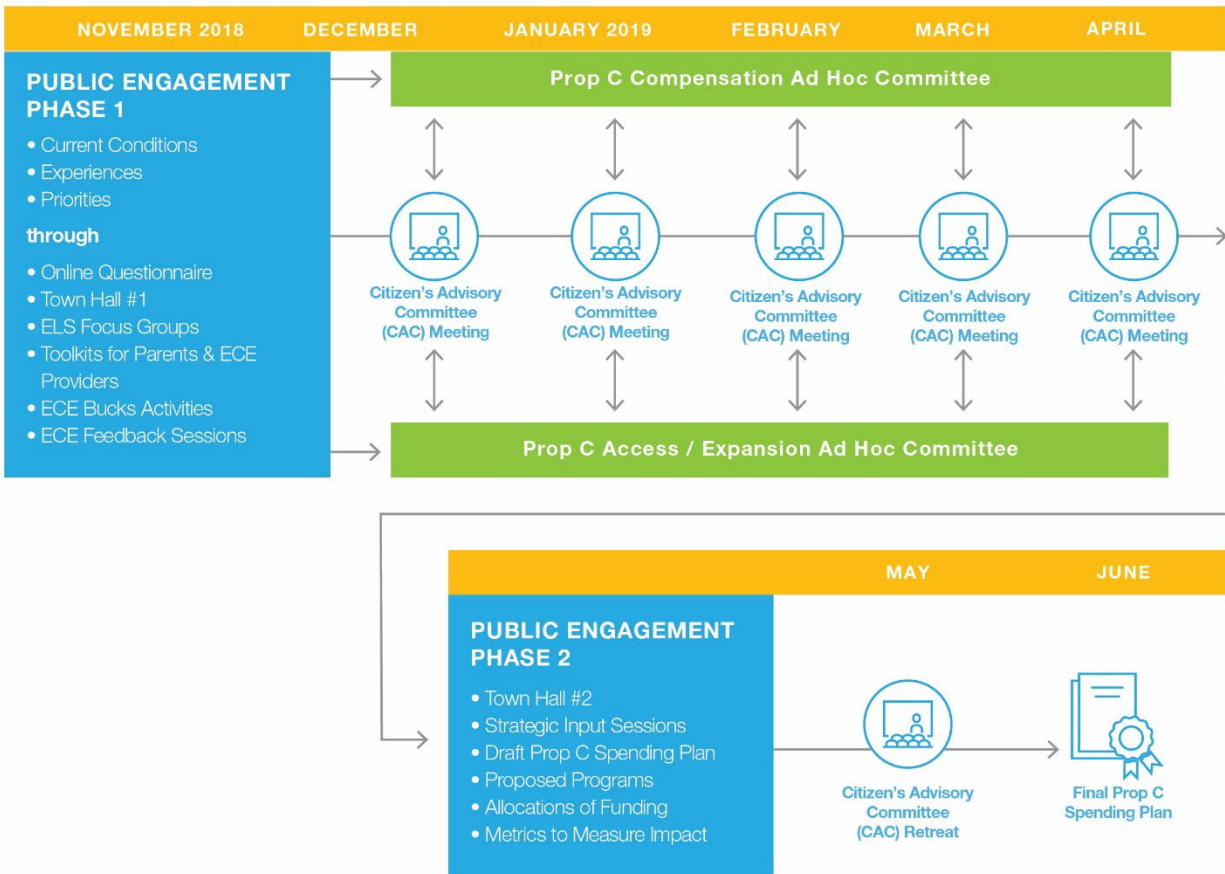 NOVEMBER 2018 DECEMBER JANUARY 2019 FEBRUARY MARCH APRIL
PUBLIC ENGAGEMENT
PHASE 1
• Current Conditions
• Experiences
• Priorities
through
• Online Questionnaire
• Town Hall #1
• ELS Focus Groups
• Toolkits for Parents & ECE
Providers
• ECE Bucks Activities
• ECE Feedback Sessions
Prop C Compensation Ad Hoc Committee
Citizen's Advisory
Committee
(CAC) Meeting
Citizen's Advisory
Committee
(CAC) Meeting
Citizen's Advisory
Committee
(CAC) Meeting
Citizen's Advisory
Committee
(CAC) Meeting
Citizen's Advisory
Committee
(CAC) Meeting
Prop C Access / Expansion Ad Hoc Committee
MAY JUNE
PUBLIC ENGAGEMENT
PHASE 2
• Town Hall #2
• Strategic Input Sessions
• Draft Prop C Spending Plan
• Proposed Programs
• Allocations of Funding
• Metrics to Measure Impact
Citizen's Advisory
Committee
(CAC) Retreat
Final Prop C
Spending Plan